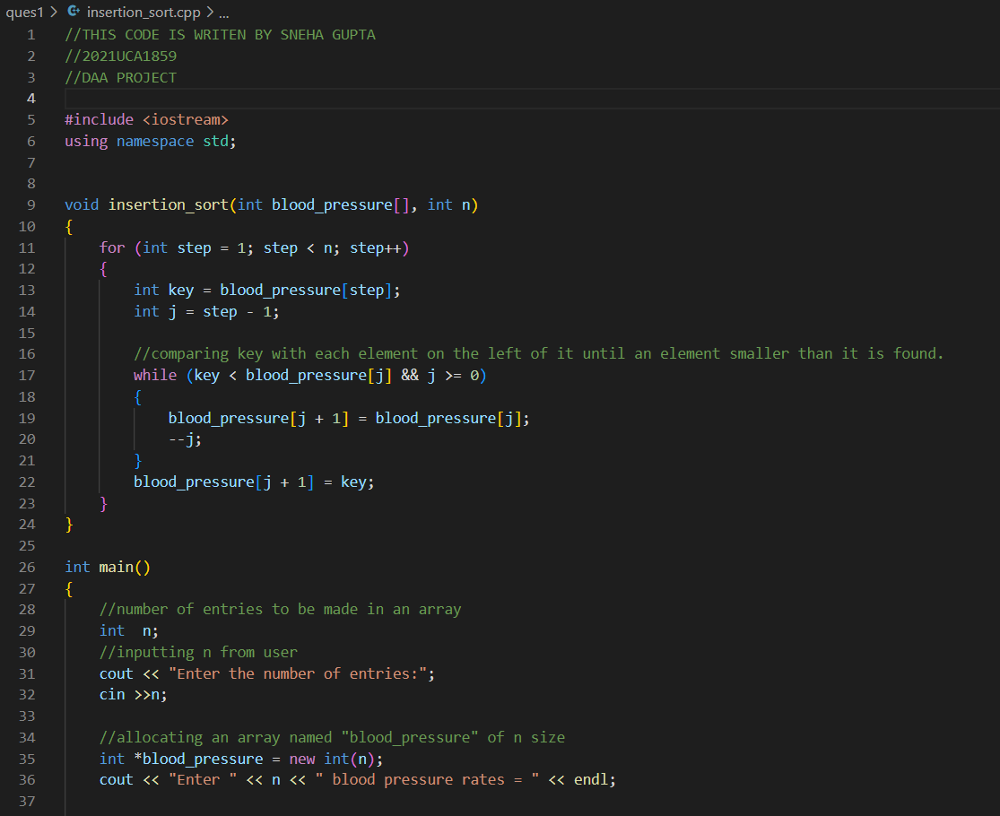 ques1 > insertion_sort.cpp > ...
1 //THIS CODE IS WRITEN BY SNEHA GUPTA
2 //2021UCA1859
3 //DAA PROJECT
4
5 #include <iostream>
6 using namespace std;
7
8
9 void insertion_sort(int blood_pressure[], int n)
10 {
11     for (int step = 1; step < n; step++)
12     {
13         int key = blood_pressure[step];
14         int j = step - 1;
15
16         //comparing key with each element on the left of it until an element smaller than it is found.
17         while (key < blood_pressure[j] && j >= 0)
18         {
19             blood_pressure[j + 1] = blood_pressure[j];
20             --j;
21         }
22         blood_pressure[j + 1] = key;
23     }
24 }
25
26 int main()
27 {
28     //number of entries to be made in an array
29     int  n;
30     //inputting n from user
31     cout << "Enter the number of entries:";
32     cin >>n;
33
34     //allocating an array named "blood_pressure" of n size
35     int *blood_pressure = new int(n);
36     cout << "Enter " << n << " blood pressure rates = " << endl;
37